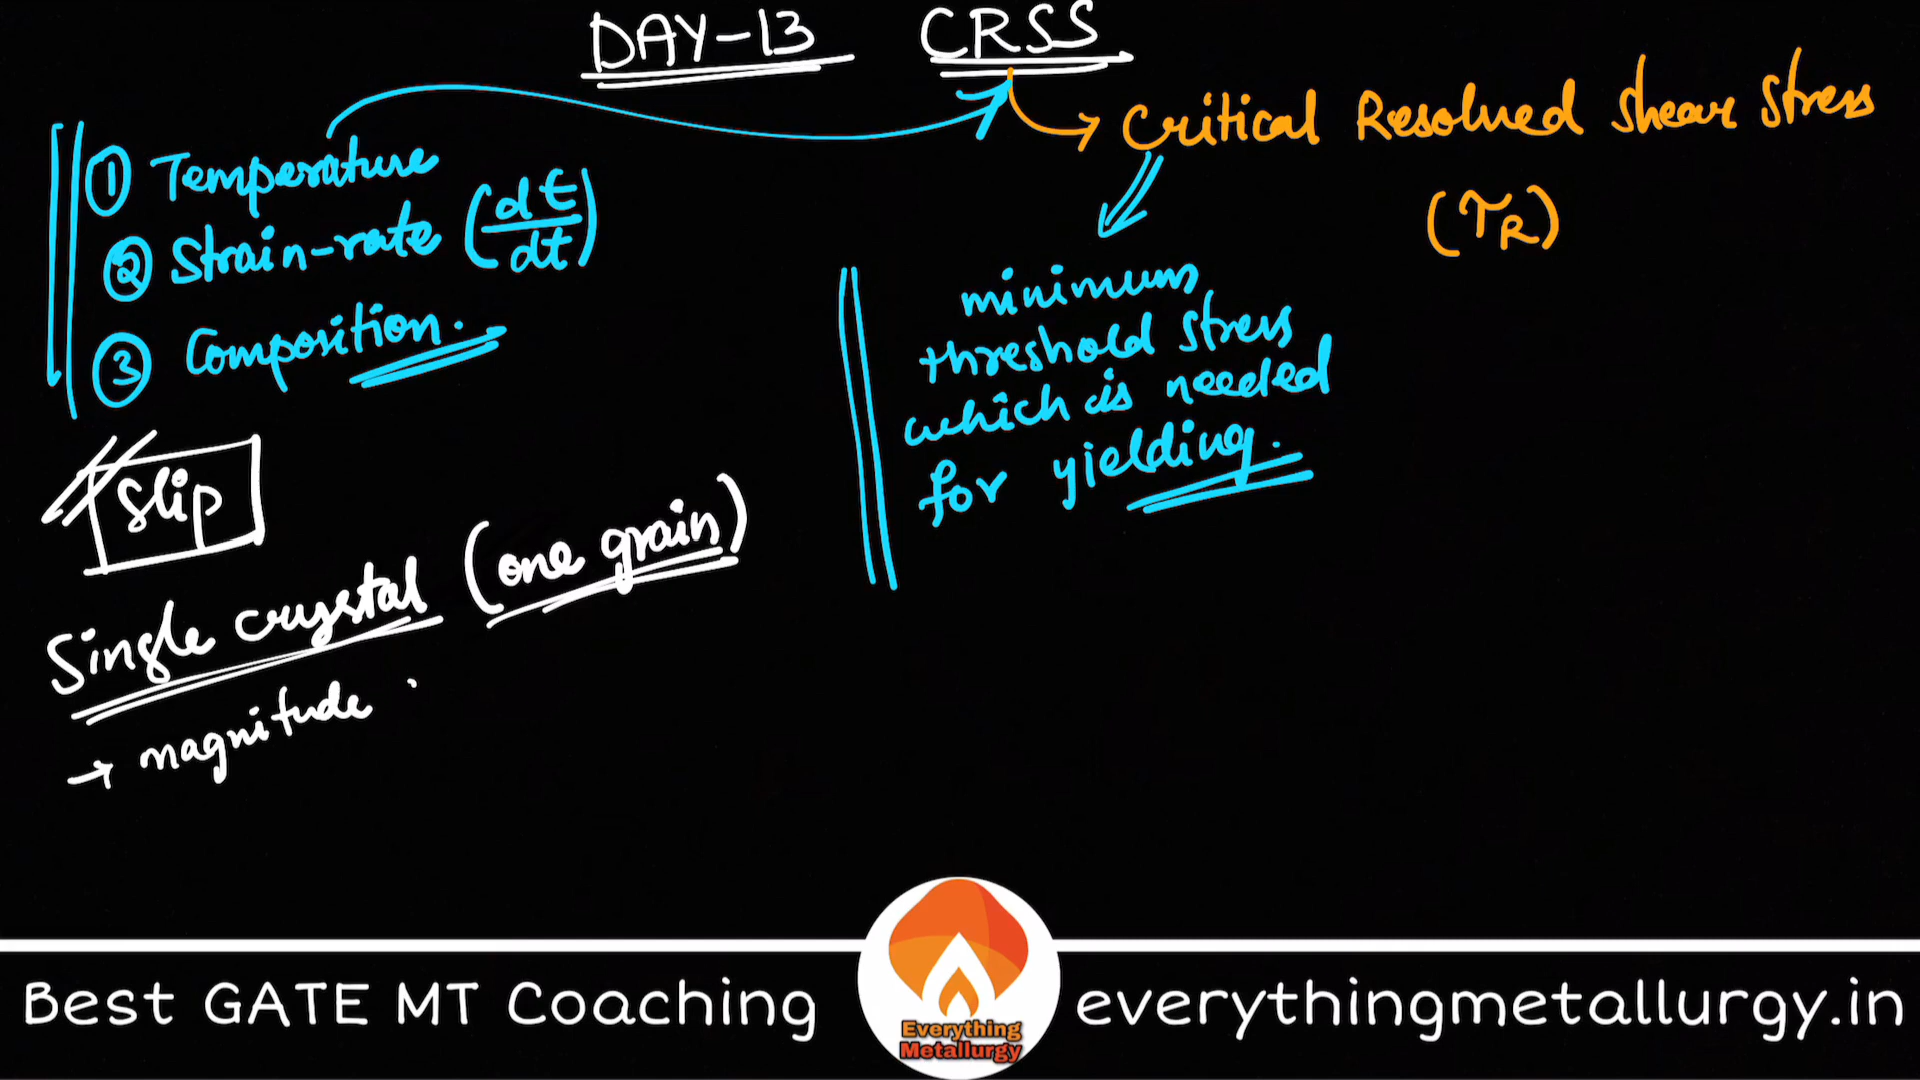 DAY-13 CRSS
① Temperature
② Strain-rate (dε/dt)
③ Composition.
Slip
Single crystal (one grain)
→ magnitude
Critical Resolved Shear Stress
(τR)
minimum
threshold stress
which is needed
for yielding.
Best GATE MT Coaching
Everything
Metallurgy
everythingmetallurgy.in